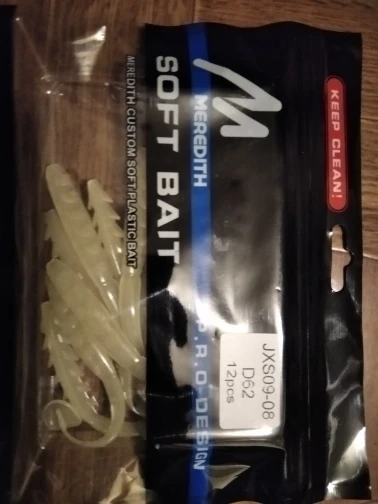 KEEP CLEAN!
MEREDITH
P.R.O-DESIGN
SOFT BAIT
MEREDITH CUSTOM SOFT PLASTIC BAIT
JXS09-08
D62
12pcs